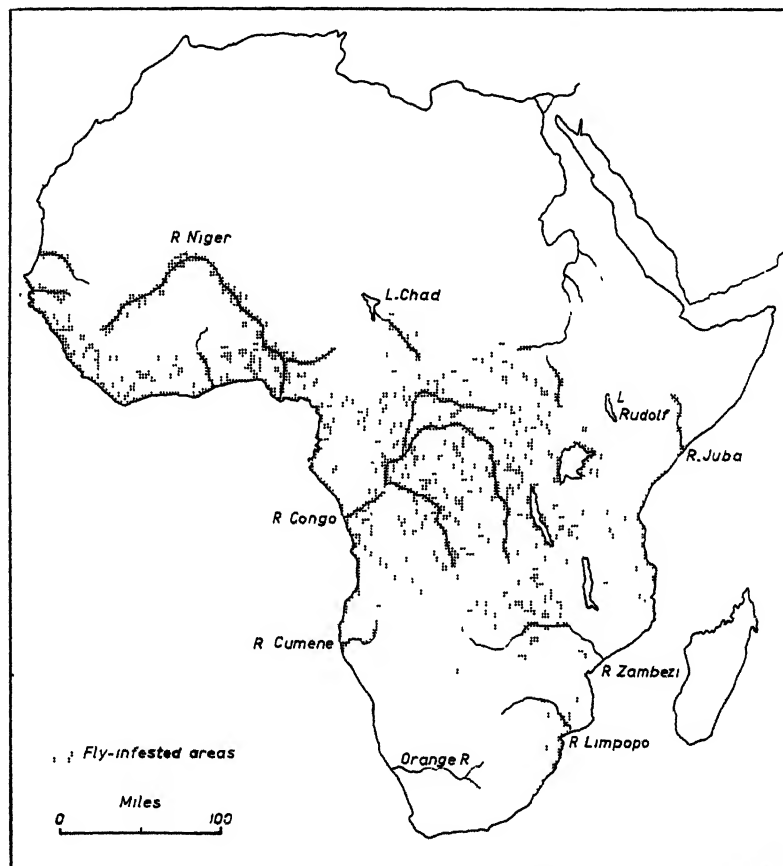 R Niger
L. Chad
L
Rudolf
R. Juba
R Congo
R Cumene
R Zambezi
R Limpopo
Orange R
Fly-infested areas
Miles
0 100